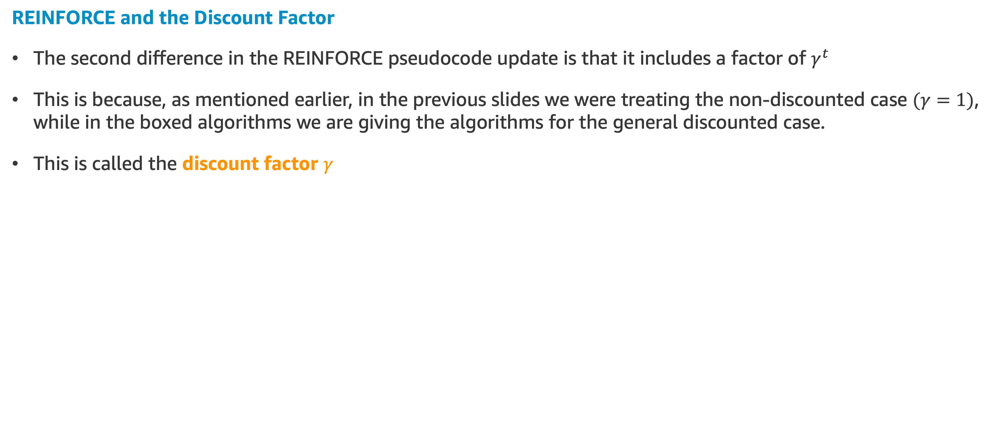 REINFORCE and the Discount Factor
• The second difference in the REINFORCE pseudocode update is that it includes a factor of γᵗ
• This is because, as mentioned earlier, in the previous slides we were treating the non-discounted case (γ = 1),
while in the boxed algorithms we are giving the algorithms for the general discounted case.
• This is called the discount factor γ